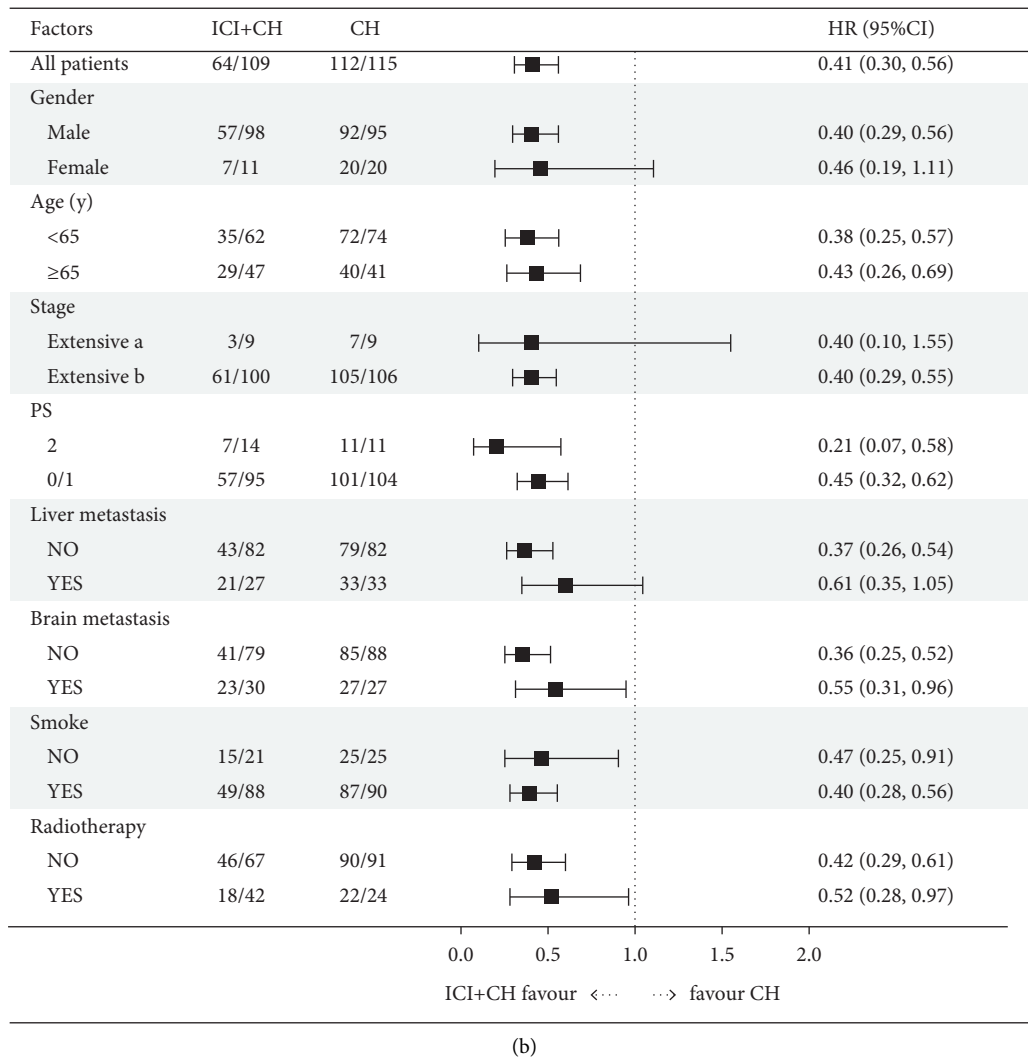 Factors ICI+CH CH HR (95%CI)
All patients 64/109 112/115 0.41 (0.30, 0.56)
Gender
Male 57/98 92/95 0.40 (0.29, 0.56)
Female 7/11 20/20 0.46 (0.19, 1.11)
Age (y)
<65 35/62 72/74 0.38 (0.25, 0.57)
≥65 29/47 40/41 0.43 (0.26, 0.69)
Stage
Extensive a 3/9 7/9 0.40 (0.10, 1.55)
Extensive b 61/100 105/106 0.40 (0.29, 0.55)
PS
2 7/14 11/11 0.21 (0.07, 0.58)
0/1 57/95 101/104 0.45 (0.32, 0.62)
Liver metastasis
NO 43/82 79/82 0.37 (0.26, 0.54)
YES 21/27 33/33 0.61 (0.35, 1.05)
Brain metastasis
NO 41/79 85/88 0.36 (0.25, 0.52)
YES 23/30 27/27 0.55 (0.31, 0.96)
Smoke
NO 15/21 25/25 0.47 (0.25, 0.91)
YES 49/88 87/90 0.40 (0.28, 0.56)
Radiotherapy
NO 46/67 90/91 0.42 (0.29, 0.61)
YES 18/42 22/24 0.52 (0.28, 0.97)
0.0 0.5 1.0 1.5 2.0
ICI+CH favour favour CH
(b)